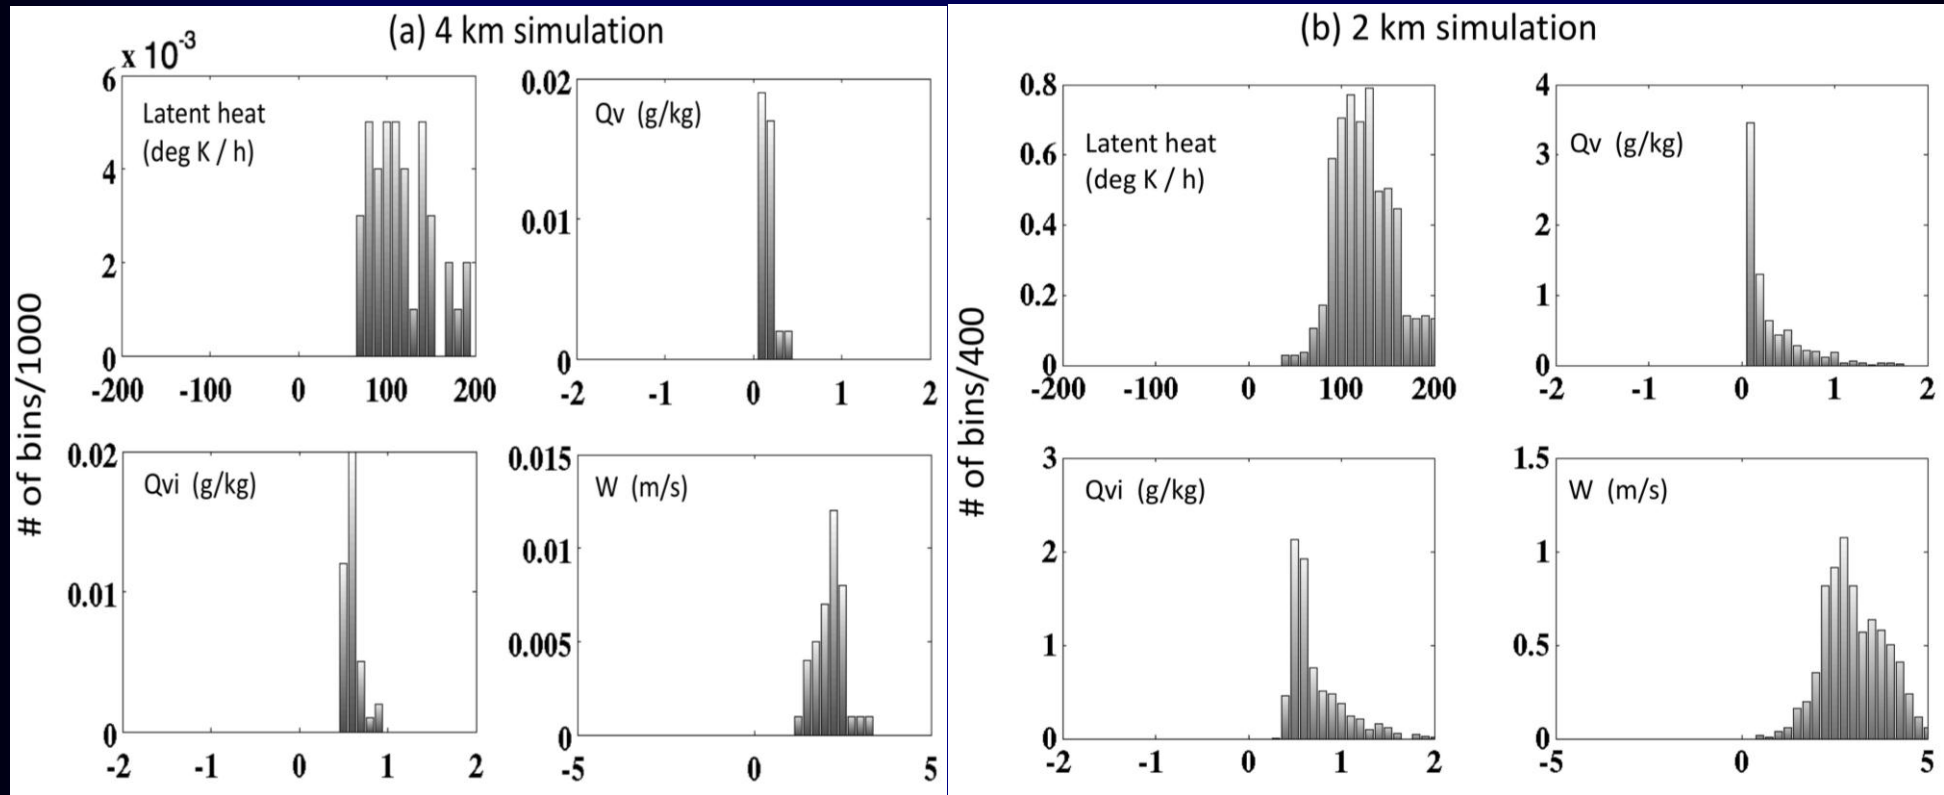 (a) 4 km simulation
x 10-3
6
4
2
0
-200 -100 0 100 200
Latent heat
(deg K / h)
0.02
0.01
0
-2 -1 0 1 2
Qv (g/kg)
0.02
0.01
0
-2 -1 0 1 2
Qvi (g/kg)
0.015
0.01
0.005
0
-5 0 5
W (m/s)
# of bins/1000
(b) 2 km simulation
0.8
0.6
0.4
0.2
0
-200 -100 0 100 200
Latent heat
(deg K / h)
4
3
2
1
0
-2 -1 0 1 2
Qv (g/kg)
3
2
1
0
-2 -1 0 1 2
Qvi (g/kg)
1.5
1
0.5
0
-5 0 5
W (m/s)
# of bins/400